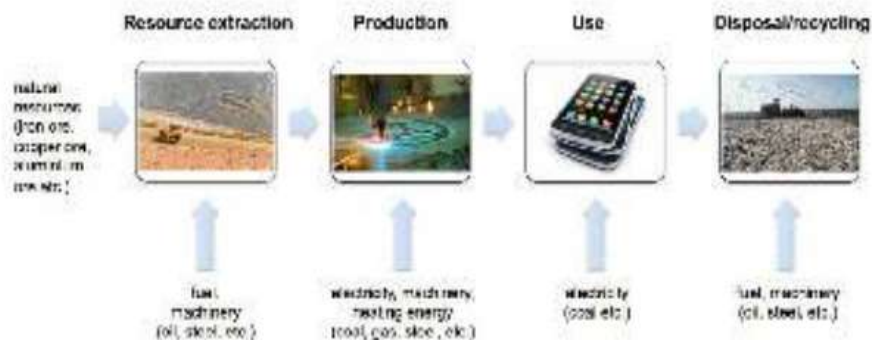 Resource extraction
Production
Use
Disposal/recycling
natural
resources
(iron ore,
copper ore,
aluminium
ore etc.)
fuel,
machinery
(oil, steel, etc.)
electricity, machinery,
heating energy
(coal, gas, steel, etc.)
electricity
(coal etc.)
fuel, machinery
(oil, steel, etc.)